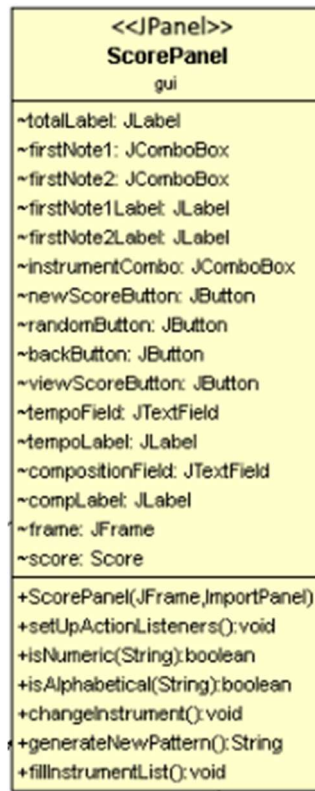 <<JPanel>>
ScorePanel
gui
~totalLabel: JLabel
~firstNote1: JComboBox
~firstNote2: JComboBox
~firstNote1Label: JLabel
~firstNote2Label: JLabel
~instrumentCombo: JComboBox
~newScoreButton: JButton
~randomButton: JButton
~backButton: JButton
~viewScoreButton: JButton
~tempoField: JTextField
~tempoLabel: JLabel
~compositionField: JTextField
~compLabel: JLabel
~frame: JFrame
~score: Score
+ScorePanel(JFrame,ImportPanel)
+setUpActionListeners():void
+isNumeric(String):boolean
+isAlphabetical(String):boolean
+changeInstrument():void
+generateNewPattern():String
+fillInstrumentList():void